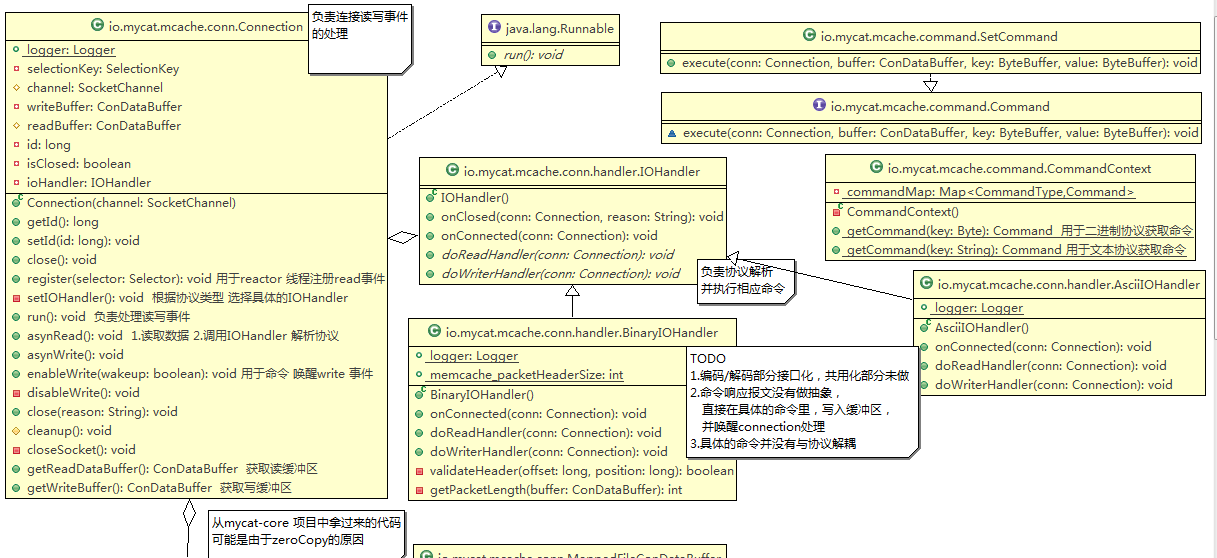 io.mycat.mcache.conn.Connection
logger: Logger
selectionKey: SelectionKey
channel: SocketChannel
writeBuffer: ConDataBuffer
readBuffer: ConDataBuffer
id: long
isClosed: boolean
ioHandler: IOHandler
Connection(channel: SocketChannel)
getId(): long
setId(id: long): void
close(): void
register(selector: Selector): void 用于reactor 线程注册read事件
setIOHandler(): void 根据协议类型 选择具体的IOHandler
run(): void 负责处理读写事件
asynRead(): void 1.读取数据 2.调用IOHandler 解析协议
asynWrite(): void
enableWrite(wakeup: boolean): void 用于命令 唤醒write 事件
disableWrite(): void
close(reason: String): void
cleanup(): void
closeSocket(): void
getReadDataBuffer(): ConDataBuffer 获取读缓冲区
getWriteBuffer(): ConDataBuffer 获取写缓冲区
负责连接读写事件
的处理
java.lang.Runnable
run(): void
io.mycat.mcache.command.SetCommand
execute(conn: Connection, buffer: ConDataBuffer, key: ByteBuffer, value: ByteBuffer): void
io.mycat.mcache.command.Command
execute(conn: Connection, buffer: ConDataBuffer, key: ByteBuffer, value: ByteBuffer): void
io.mycat.mcache.conn.handler.IOHandler
IOHandler()
onClosed(conn: Connection, reason: String): void
onConnected(conn: Connection): void
doReadHandler(conn: Connection): void
doWriterHandler(conn: Connection): void
io.mycat.mcache.command.CommandContext
commandMap: Map<CommandType,Command>
CommandContext()
getCommand(key: Byte): Command 用于二进制协议获取命令
getCommand(key: String): Command 用于文本协议获取命令
负责协议解析
并执行相应命令
io.mycat.mcache.conn.handler.AsciiIOHandler
logger: Logger
AsciiIOHandler()
onConnected(conn: Connection): void
doReadHandler(conn: Connection): void
doWriterHandler(conn: Connection): void
io.mycat.mcache.conn.handler.BinaryIOHandler
logger: Logger
memcache_packetHeaderSize: int
BinaryIOHandler()
onConnected(conn: Connection): void
doReadHandler(conn: Connection): void
doWriterHandler(conn: Connection): void
validateHeader(offset: long, position: long): boolean
getPacketLength(buffer: ConDataBuffer): int
TODO
1.编码/解码部分接口化，共用化部分未做
2.命令响应报文没有做抽象，
直接在具体的命令里，写入缓冲区，
并唤醒connection处理
3.具体的命令并没有与协议解耦
从mycat-core 项目中拿过来的代码
可能是由于zeroCopy的原因
io.mycat.mcache.conn.MappedFileConDataBuffer